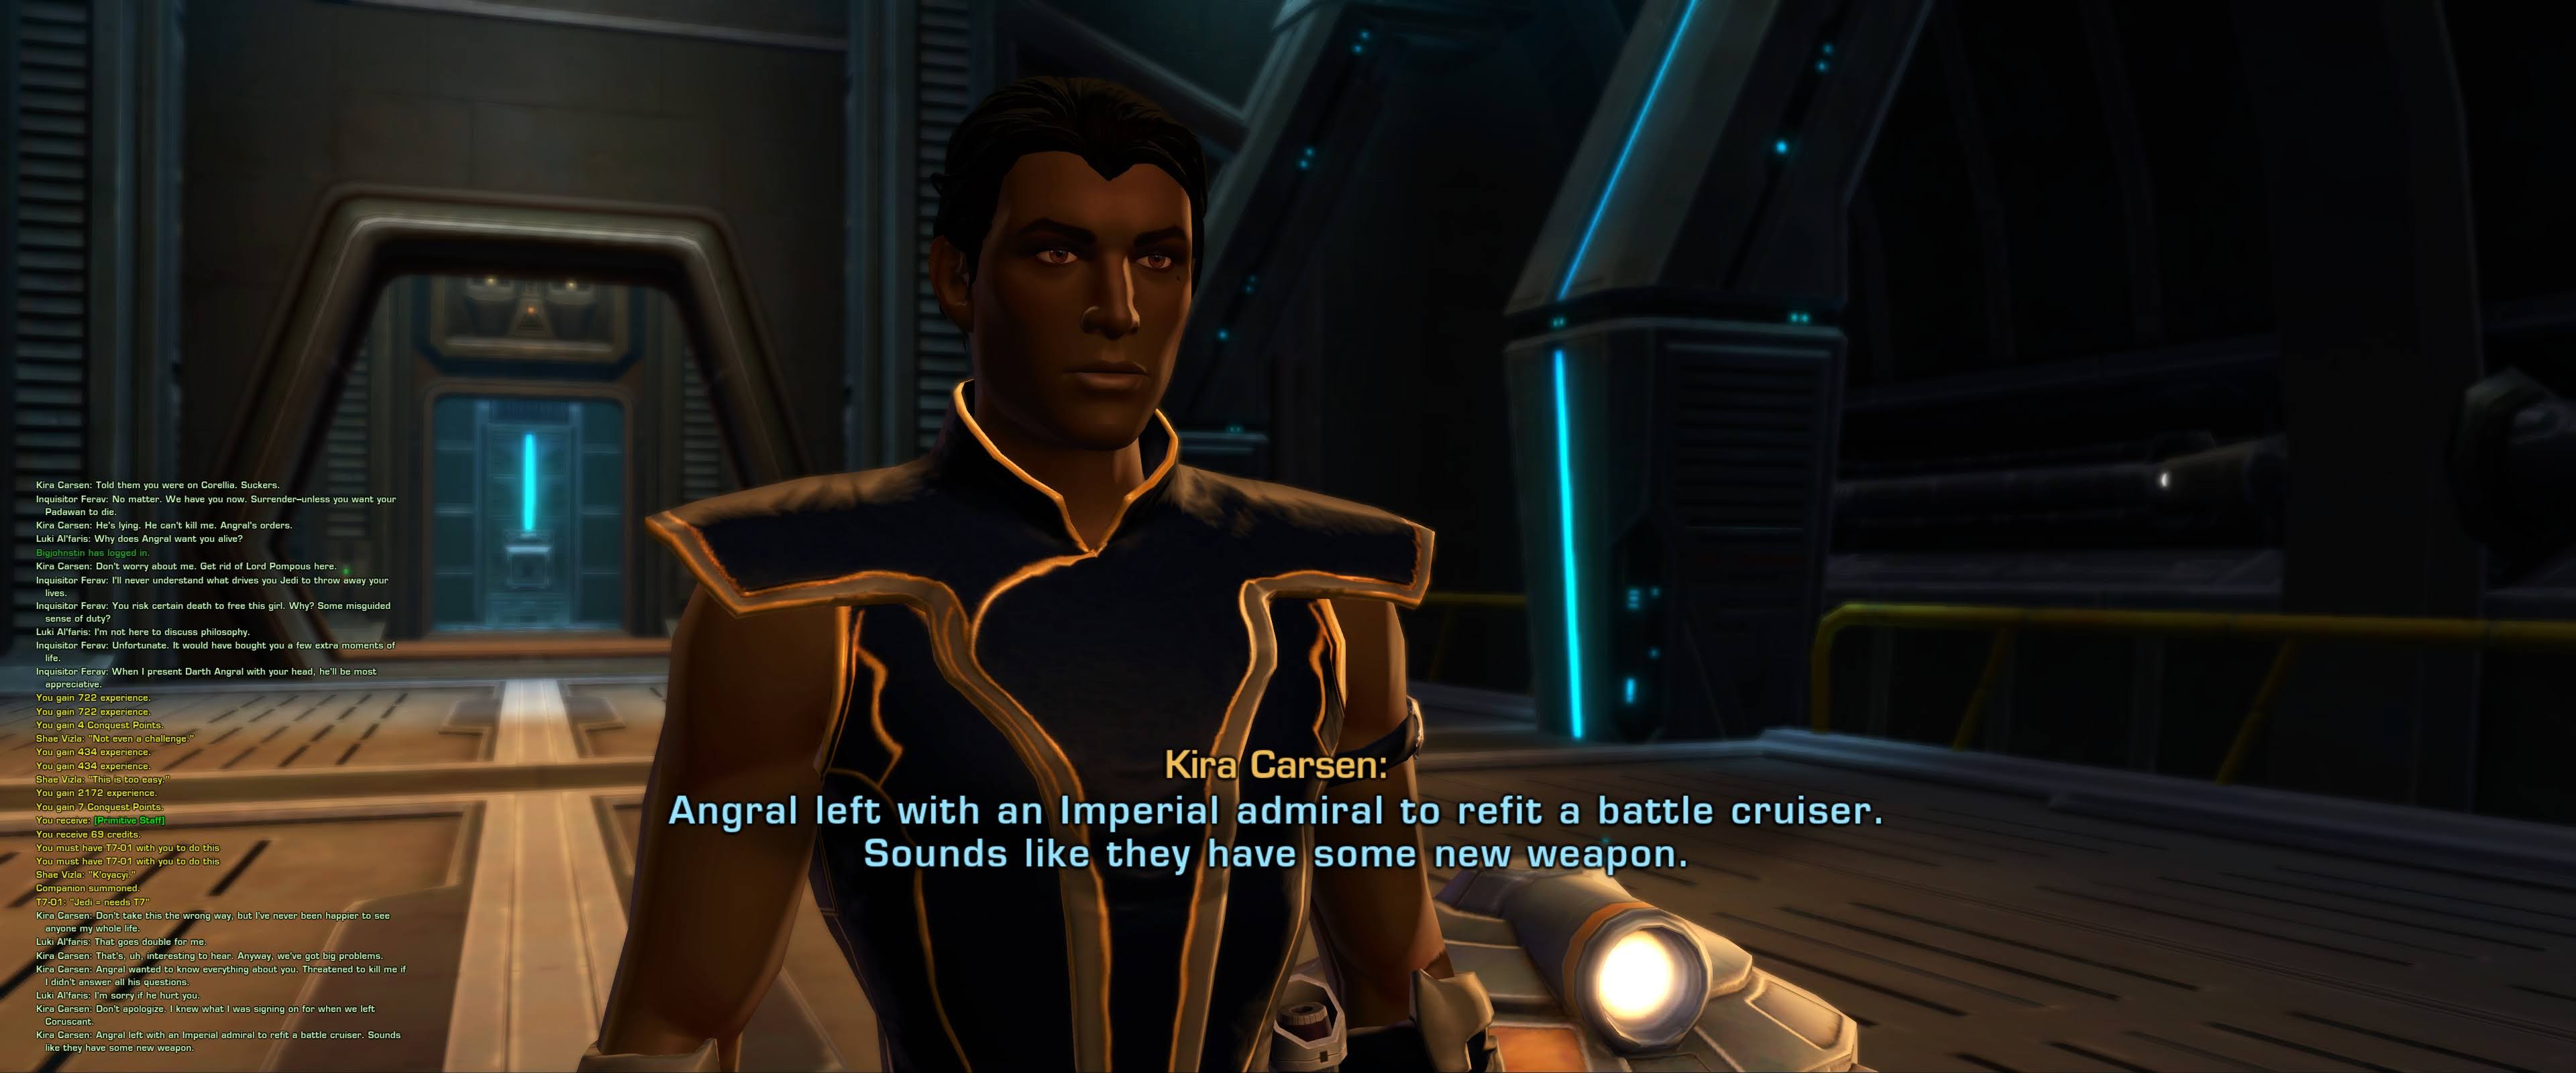 Kira Carsen: Told them you were on Corellia. Suckers.
Inquisitor Ferav: No matter. We have you now. Surrender—unless you want your
Padawan to die.
Kira Carsen: He's lying. He can't kill me. Angral's orders.
Luki Al'faris: Why does Angral want you alive?
Bigjohnstin has logged in.
Kira Carsen: Don't worry about me. Get rid of Lord Pompous here.
Inquisitor Ferav: I'll never understand what drives you Jedi to throw away your
lives.
Inquisitor Ferav: You risk certain death to free this girl. Why? Some misguided
sense of duty?
Luki Al'faris: I'm not here to discuss philosophy.
Inquisitor Ferav: Unfortunate. It would have bought you a few extra moments of
life.
Inquisitor Ferav: When I present Darth Angral with your head, he'll be most
appreciative.
You gain 722 experience.
You gain 722 experience.
You gain 4 Conquest Points.
Shae Vizla: "Not even a challenge."
You gain 434 experience.
You gain 434 experience.
Shae Vizla: "This is too easy."
You gain 2172 experience.
You gain 7 Conquest Points.
You receive: [Primitive Staff].
You receive 69 credits.
You must have T7-01 with you to do this
You must have T7-01 with you to do this
Shae Vizla: "K'oyacyi."
Companion summoned.
T7-01: "Jedi = needs T7"
Kira Carsen: Don't take this the wrong way, but I've never been happier to see
anyone my whole life.
Luki Al'faris: That goes double for me.
Kira Carsen: That's, uh, interesting to hear. Anyway, we've got big problems.
Kira Carsen: Angral wanted to know everything about you. Threatened to kill me if
I didn't answer all his questions.
Luki Al'faris: I'm sorry if he hurt you.
Kira Carsen: Don't apologize. I knew what I was signing on for when we left
Coruscant.
Kira Carsen: Angral left with an Imperial admiral to refit a battle cruiser. Sounds
like they have some new weapon.
Kira Carsen:
Angral left with an Imperial admiral to refit a battle cruiser.
Sounds like they have some new weapon.